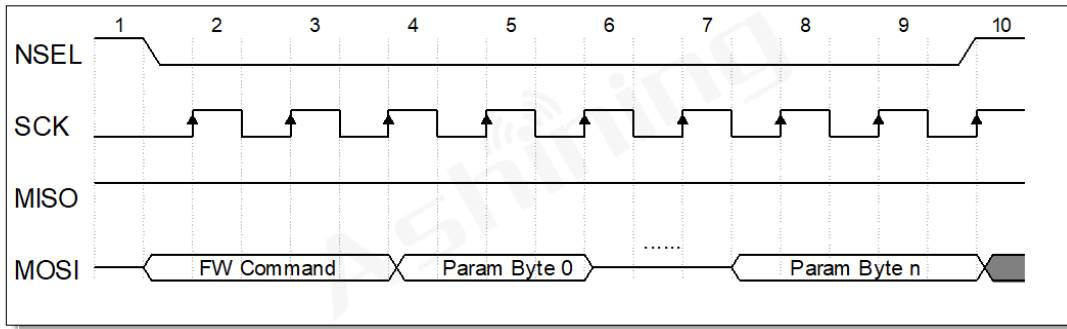 1 2 3 4 5 6 7 8 9 10
NSEL
SCK
MISO
......
MOSI FW Command Param Byte 0 Param Byte n
Ashining